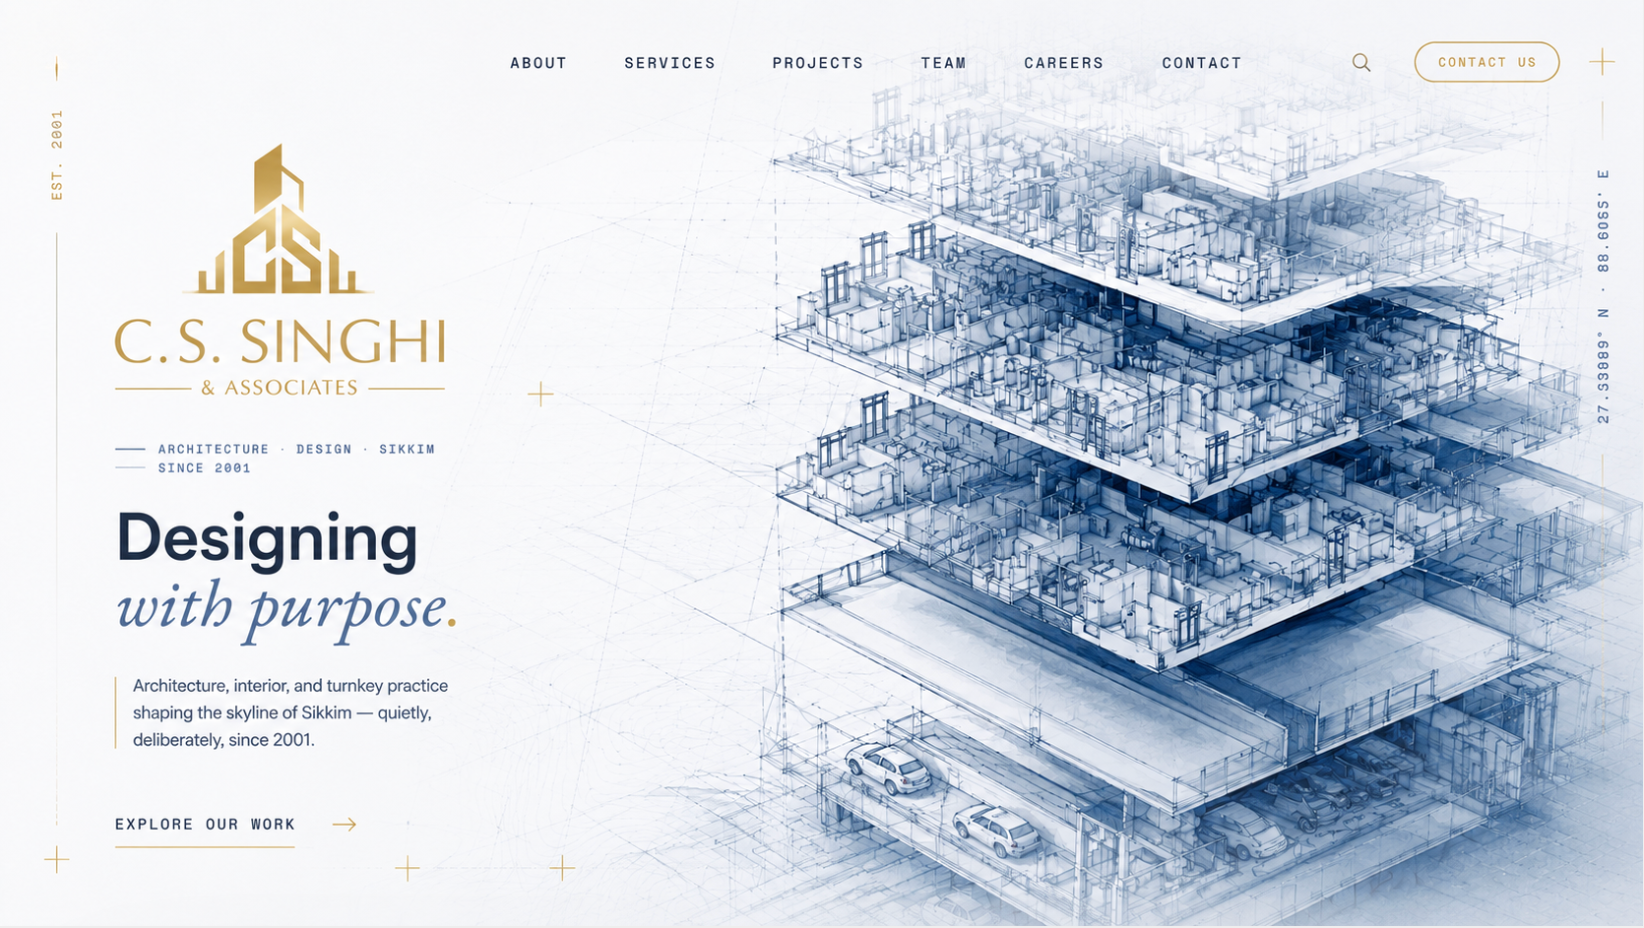 ABOUT SERVICES PROJECTS TEAM CAREERS CONTACT CONTACT US
EST. 2001
CSJ
C.S. SINGHI
& ASSOCIATES
ARCHITECTURE · DESIGN · SIKKIM
SINCE 2001
Designing
with purpose.
Architecture, interior, and turnkey practice
shaping the skyline of Sikkim — quietly,
deliberately, since 2001.
EXPLORE OUR WORK
27.33889° N · 88.6065° E